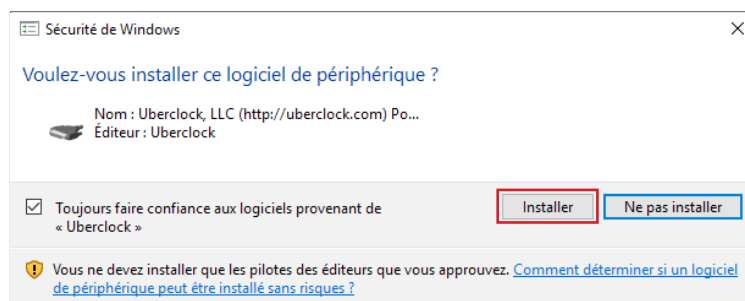 Sécurité de Windows
Voulez-vous installer ce logiciel de périphérique ?
Nom : Uberclock, LLC (http://uberclock.com) Po...
Éditeur : Uberclock
Toujours faire confiance aux logiciels provenant de
« Uberclock »
Installer
Ne pas installer
Vous ne devez installer que les pilotes des éditeurs que vous approuvez. Comment déterminer si un logiciel
de périphérique peut être installé sans risques ?